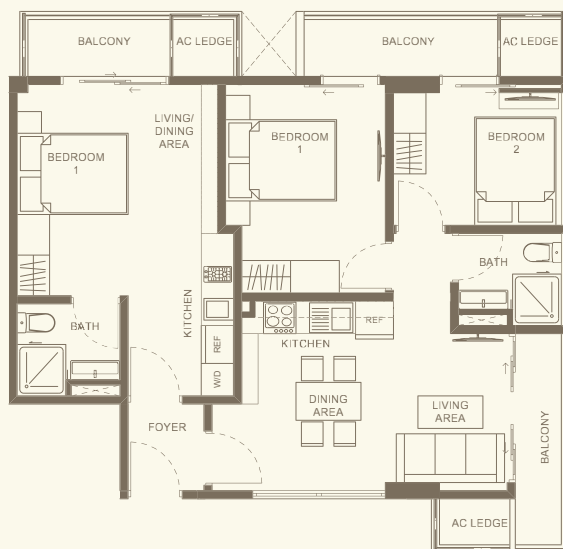 BALCONY
AC LEDGE
BALCONY
AC LEDGE
LIVING/
DINING
AREA
BEDROOM
1
BEDROOM
1
BEDROOM
2
BATH
KITCHEN
BATH
REF
REF
KITCHEN
W/D
DINING
AREA
LIVING
AREA
FOYER
BALCONY
AC LEDGE